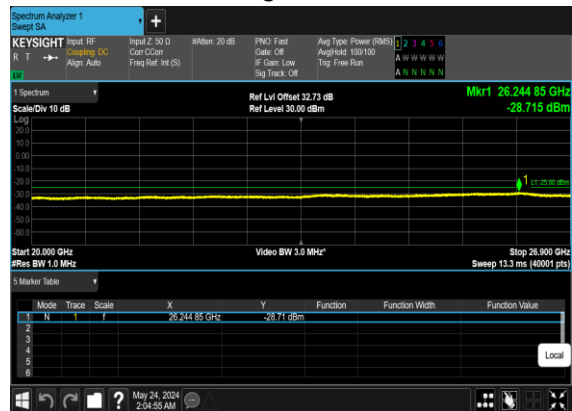 Spectrum Analyzer 1
Swept SA
+
KEYSIGHT Input: RF Input Z: 50 Ω #Atten: 20 dB PNO: Fast Avg Type: Power (RMS) 1 2 3 4 5 6
R T Coupling: DC Corr CCorr Gate: Off Avg|Hold: 100/100 A W W W W W
Align: Auto Freq Ref: Int (S) IF Gain: Low Trig: Free Run
LXI Sig Track: Off A N N N N N
1 Spectrum Ref Lvl Offset 32.73 dB Mkr1 26.244 85 GHz
Scale/Div 10 dB Ref Level 30.00 dBm -28.715 dBm
Log
20.0
10.0
0.00
-10.0
-20.0 1 L1 -25.00 dBm
-30.0
-40.0
-50.0
-60.0
Start 20.000 GHz Video BW 3.0 MHz* Stop 26.900 GHz
#Res BW 1.0 MHz Sweep 13.3 ms (40001 pts)
5 Marker Table
Mode Trace Scale X Y Function Function Width Function Value
1 N 1 f 26.244 85 GHz -28.71 dBm
2
3
4
5
6
Local
? May 24, 2024
2:04:55 AM